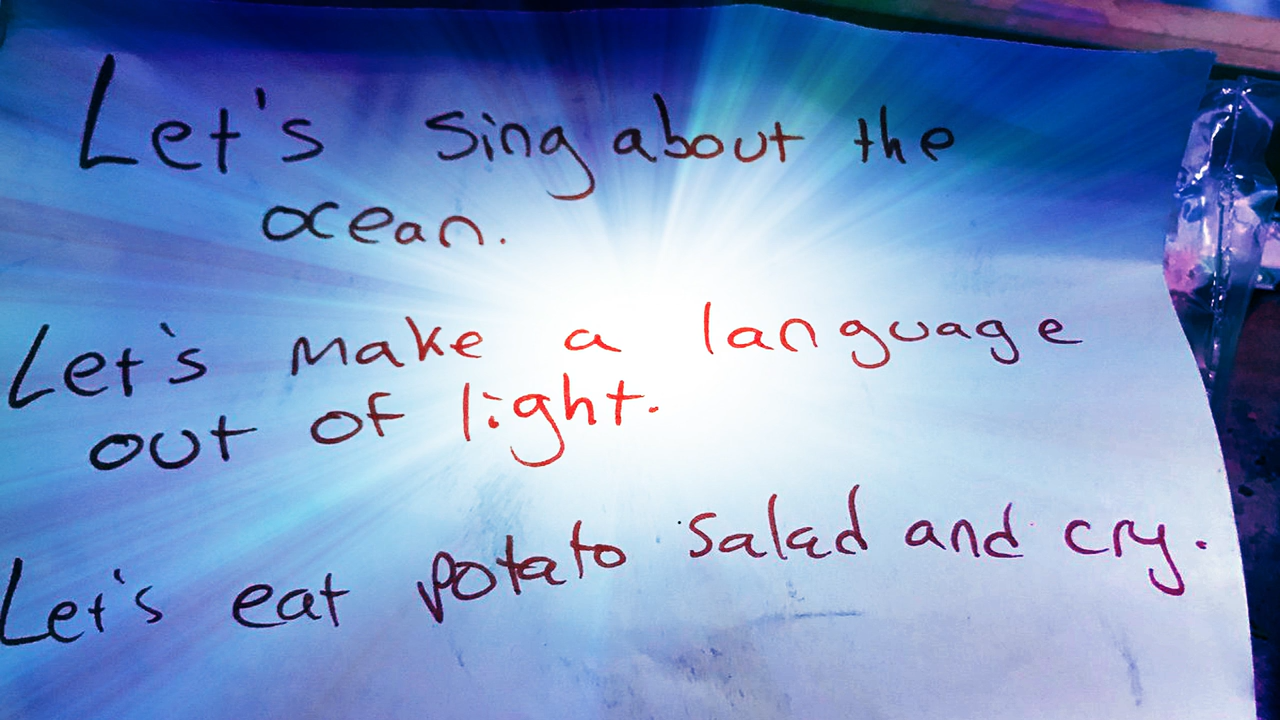 Let's sing about the
ocean.
Let's make a language
out of light.
Let's eat potato salad and cry.